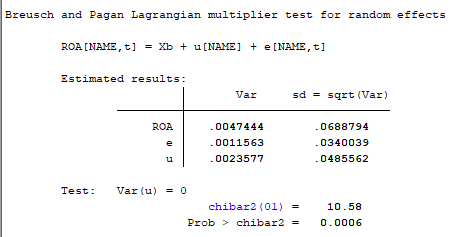 Breusch and Pagan Lagrangian multiplier test for random effects
ROA[NAME,t] = Xb + u[NAME] + e[NAME,t]
Estimated results:
Var sd = sqrt(Var)
ROA .0047444 .0688794
e .0011563 .0340039
u .0023577 .0485562
Test: Var(u) = 0
chibar2(01) = 10.58
Prob > chibar2 = 0.0006